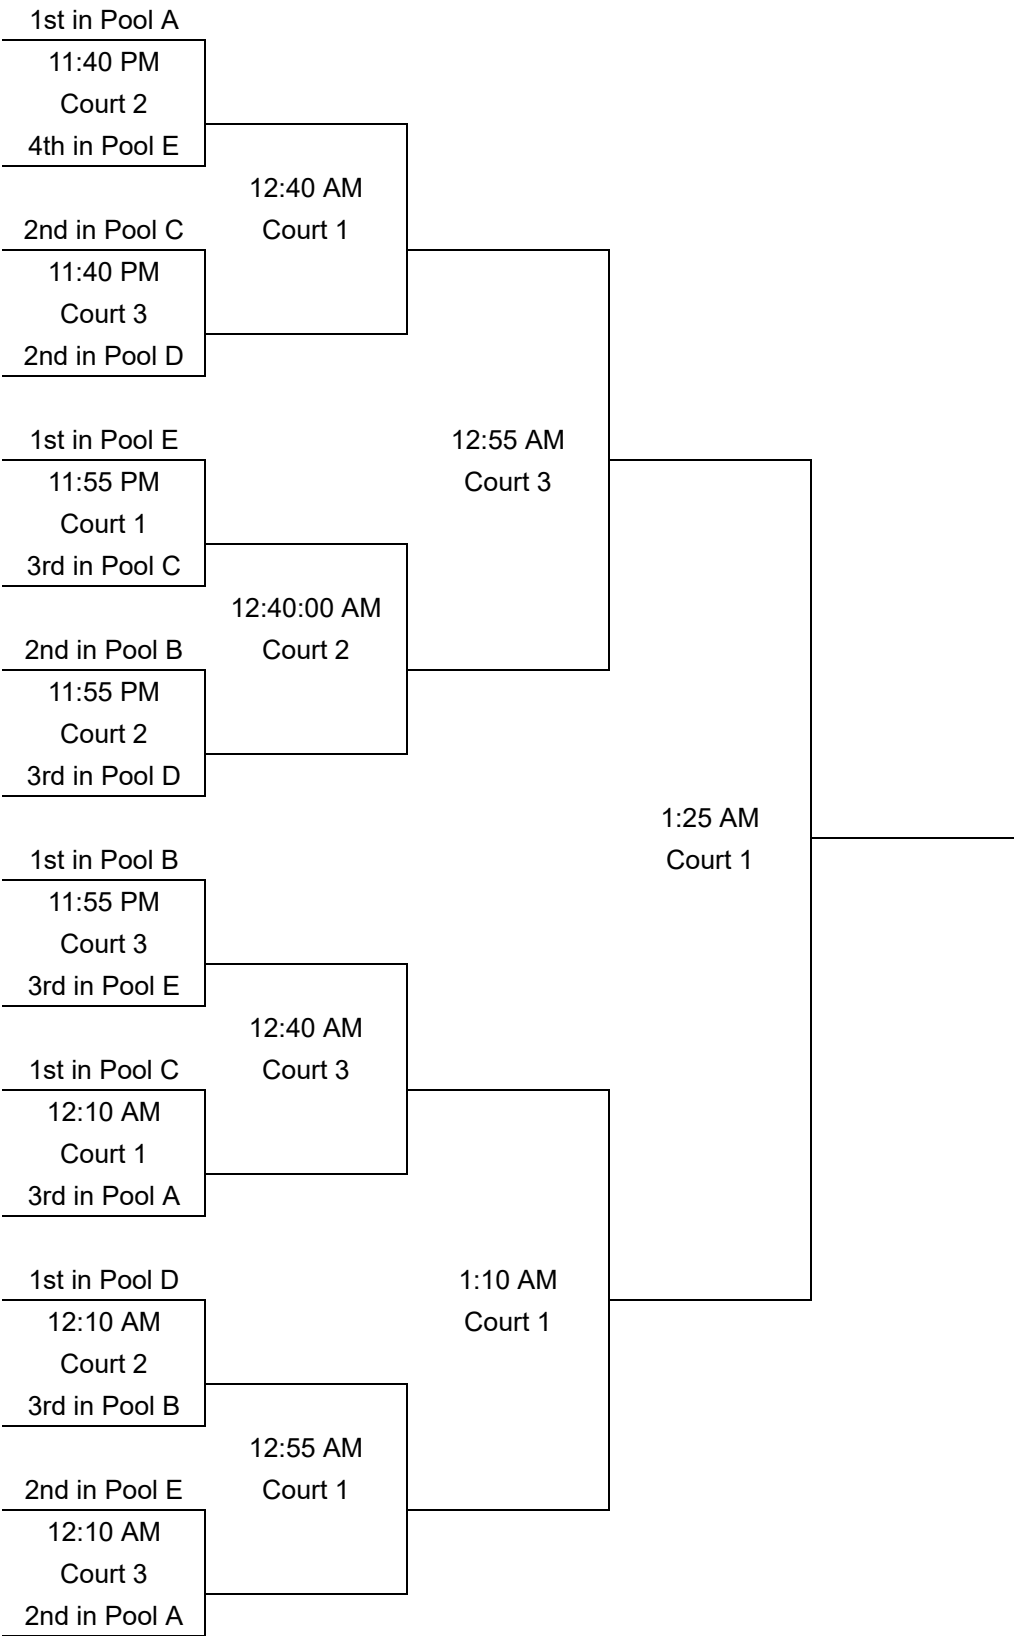 1st in Pool A
11:40 PM
Court 2
4th in Pool E
12:40 AM
Court 1
2nd in Pool C
11:40 PM
Court 3
2nd in Pool D
1st in Pool E
11:55 PM
Court 1
3rd in Pool C
12:55 AM
Court 3
12:40:00 AM
Court 2
2nd in Pool B
11:55 PM
Court 2
3rd in Pool D
1:25 AM
Court 1
1st in Pool B
11:55 PM
Court 3
3rd in Pool E
12:40 AM
Court 3
1st in Pool C
12:10 AM
Court 1
3rd in Pool A
1st in Pool D
12:10 AM
Court 2
3rd in Pool B
1:10 AM
Court 1
12:55 AM
Court 1
2nd in Pool E
12:10 AM
Court 3
2nd in Pool A